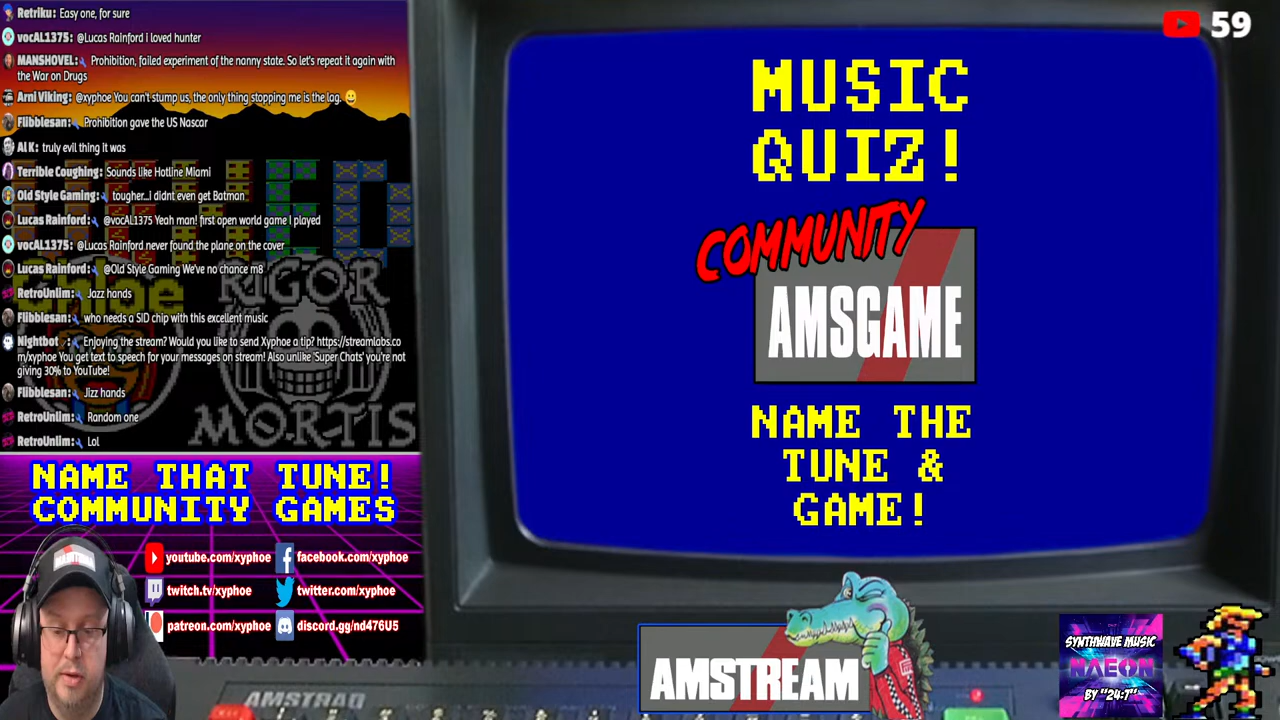 Retriku: Easy one, for sure
vocAL1375: @Lucas Rainford i loved hunter
MANSHOVEL: Prohibition, failed experiment of the nanny state. So let's repeat it again with
the War on Drugs
Arni Viking: @xyphoe You can't stump us, the only thing stopping me is the lag.
Flibblesan: Prohibition gave the US Nascar
Al K: truly evil thing it was
Terrible Coughing: Sounds like Hotline Miami
Old Style Gaming: tougher...i didnt even get Batman
Lucas Rainford: @vocAL1375 Yeah man! first open world game I played
vocAL1375: @Lucas Rainford never found the plane on the cover
Lucas Rainford: @Old Style Gaming We've no chance m8
RetroUnlim: Jazz hands
Flibblesan: who needs a SID chip with this excellent music
Nightbot: Enjoying the stream? Would you like to send Xyphoe a tip? https://streamlabs.co
m/xyphoe You get text to speech for your messages on stream! Also unlike 'Super Chats' you're not
giving 30% to YouTube!
Flibblesan: Jizz hands
RetroUnlim: Random one
RetroUnlim: Lol
Chloe
RIGOR
MORTIS
NAME THAT TUNE!
COMMUNITY GAMES
youtube.com/xyphoe
facebook.com/xyphoe
twitch.tv/xyphoe
twitter.com/xyphoe
patreon.com/xyphoe
discord.gg/nd476U5
59
MUSIC
QUIZ!
COMMUNITY
AMSGAME
NAME THE
TUNE &
GAME!
AMSTRAD
AMSTREAM
SYNTHWAVE MUSIC
NAEON
BY "24:7"